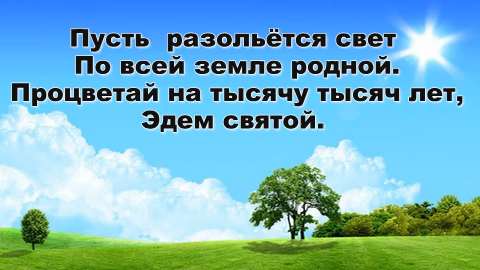 Пусть разольётся свет
По всей земле родной.
Процветай на тысячу тысяч лет,
Эдем святой.